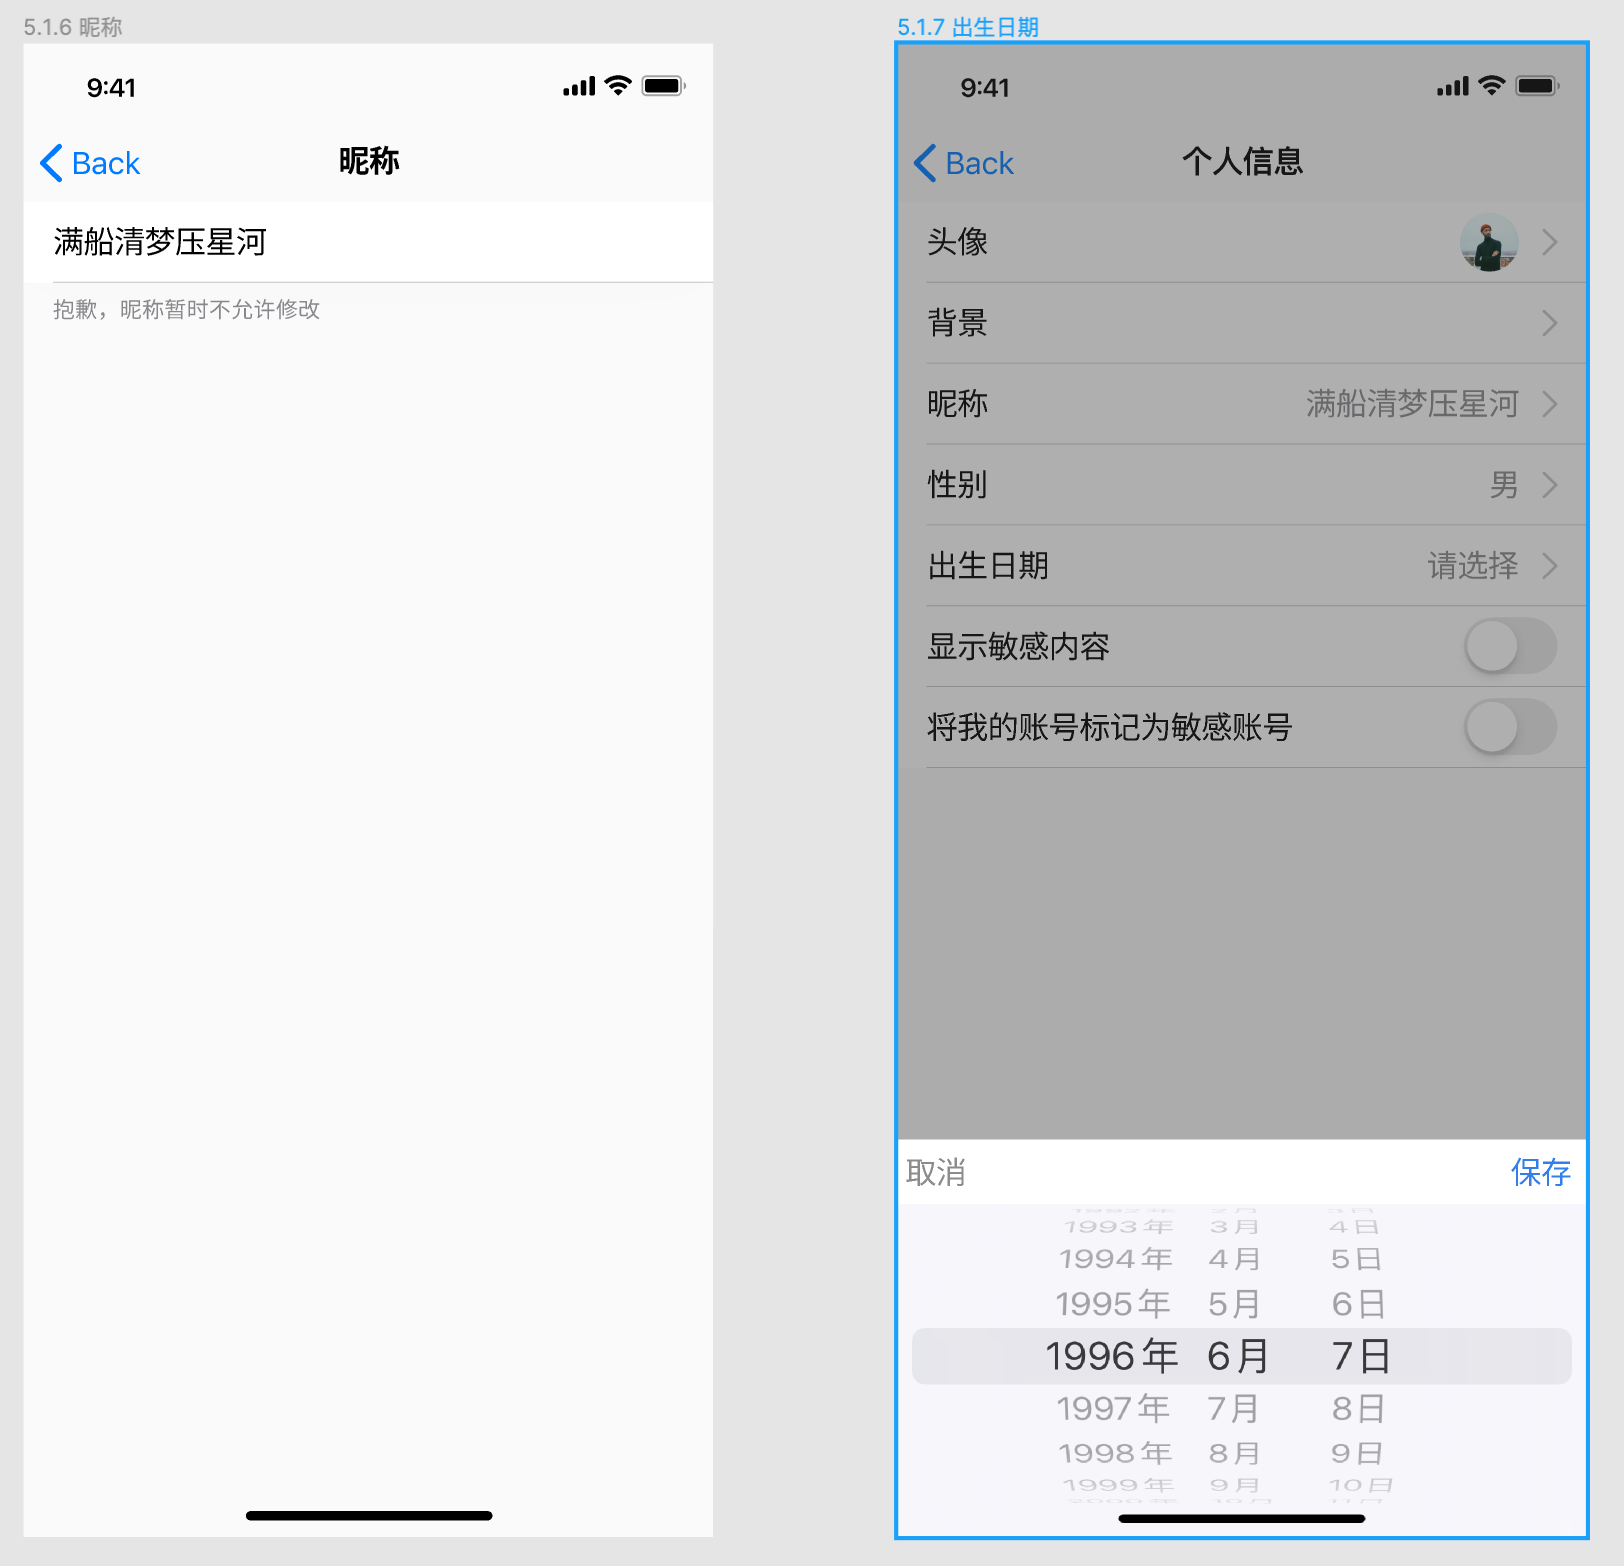 5.1.6 昵称
9:41
Back
昵称
满船清梦压星河
抱歉，昵称暂时不允许修改
5.1.7 出生日期
9:41
Back
个人信息
头像
背景
昵称 满船清梦压星河
性别 男
出生日期 请选择
显示敏感内容
将我的账号标记为敏感账号
取消 保存
1993年 3月 4日
1994年 4月 5日
1995年 5月 6日
1996年 6月 7日
1997年 7月 8日
1998年 8月 9日
1999年 9月 10日